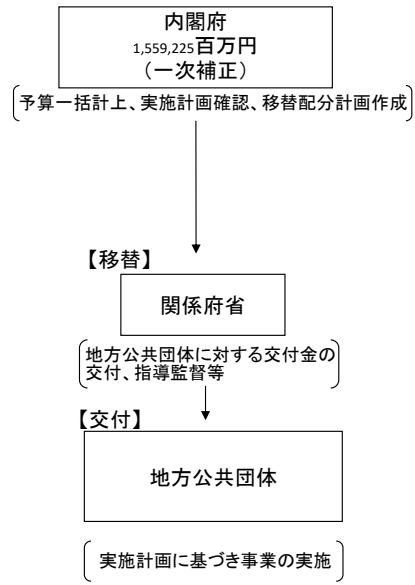 内閣府
1,559,225百万円
（一次補正）
予算一括計上、実施計画確認、移替配分計画作成
【移替】
関係府省
地方公共団体に対する交付金の
交付、指導監督等
【交付】
地方公共団体
実施計画に基づき事業の実施